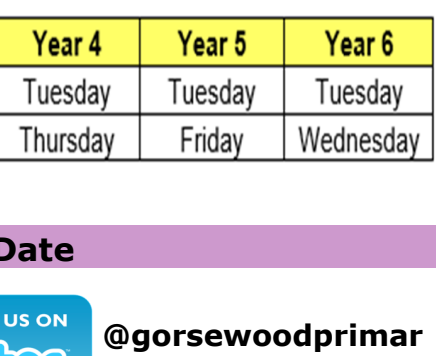 Year 4 Year 5 Year 6
Tuesday Tuesday Tuesday
Thursday Friday Wednesday
Date
US ON
@gorsewoodprimar